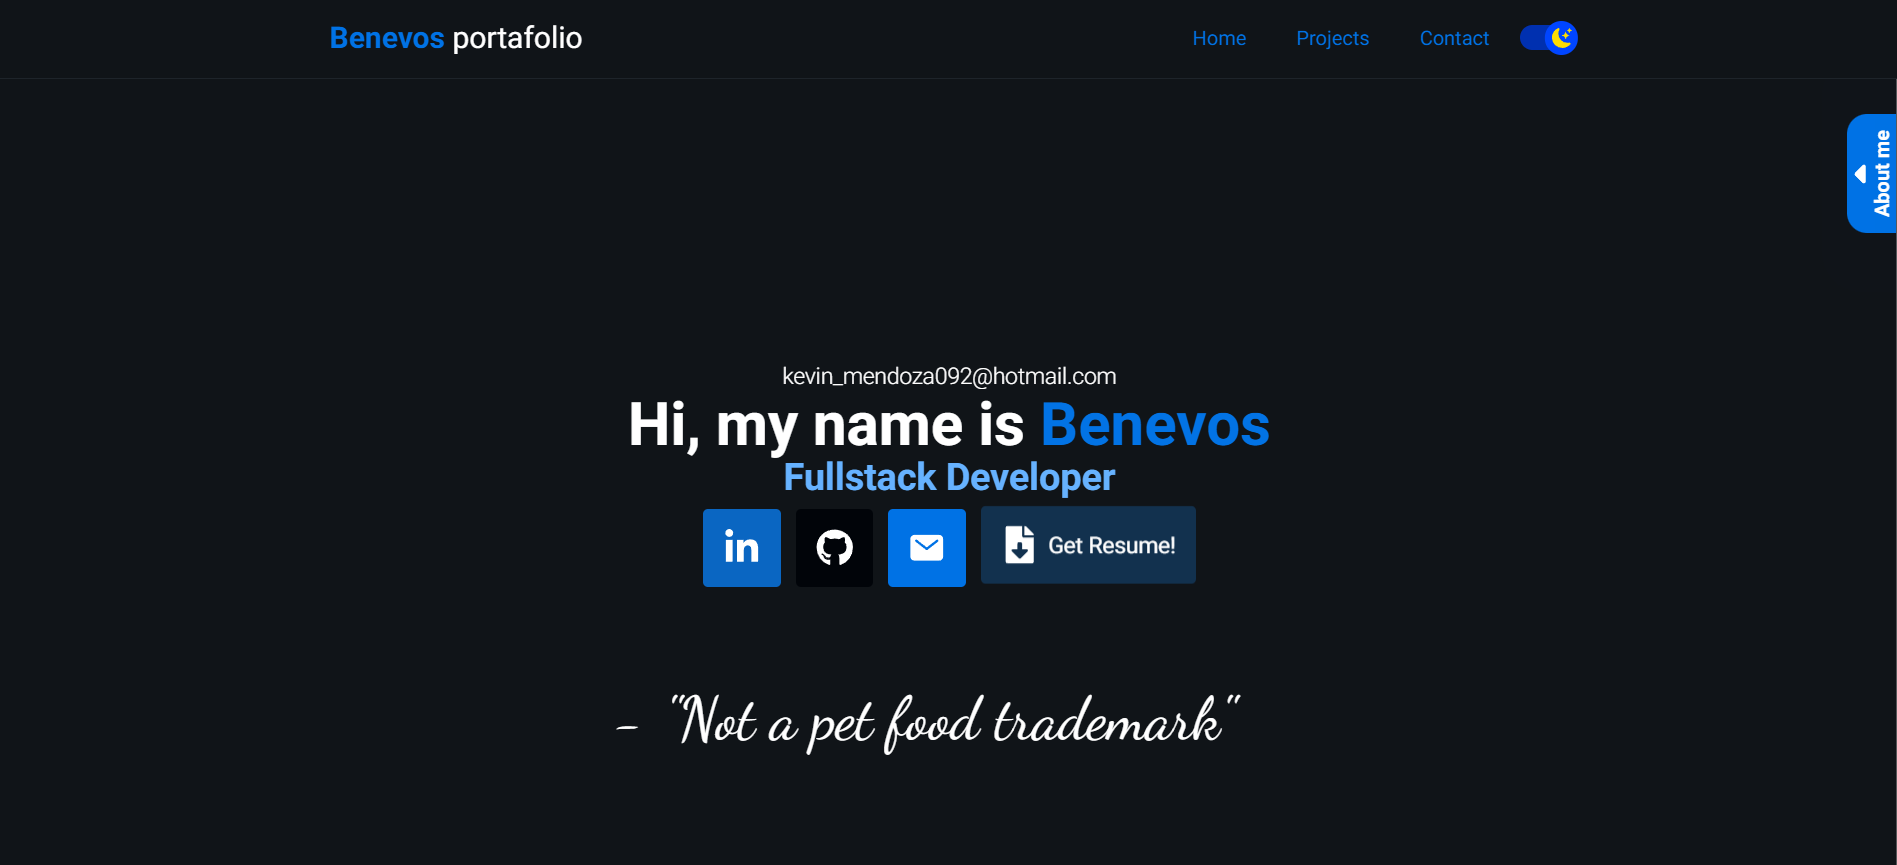 Benevos portafolio
Home Projects Contact
About me
kevin_mendoza092@hotmail.com
Hi, my name is Benevos
Fullstack Developer
in
Get Resume!
- "Not a pet food trademark"